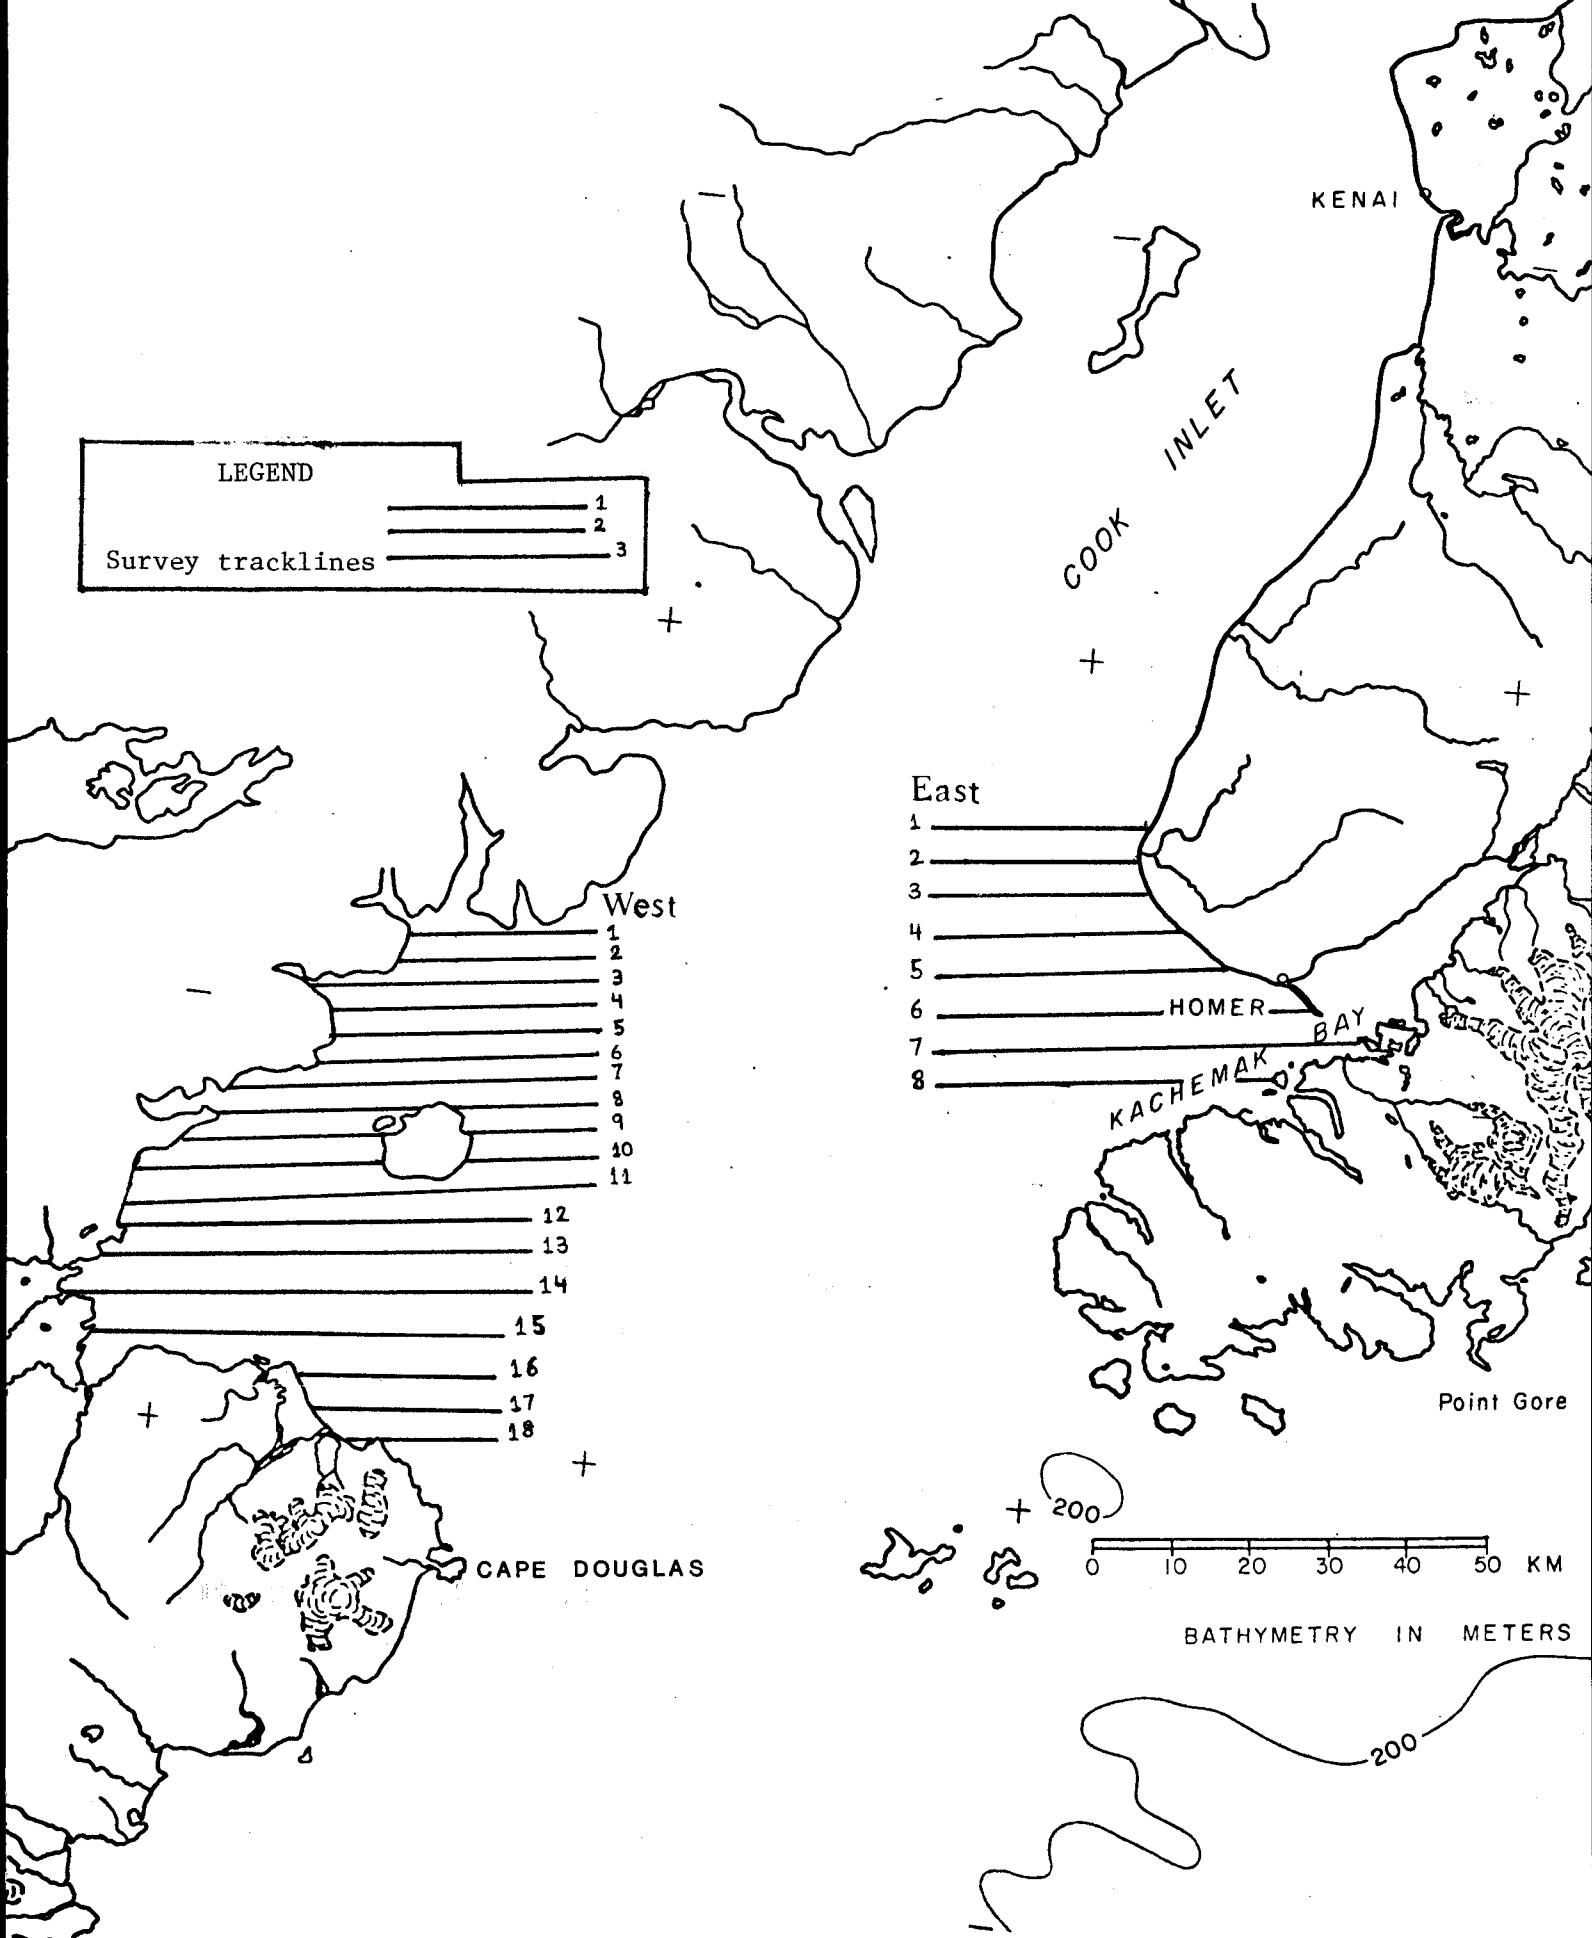 KENAI
COOK INLET
LEGEND
1
2
Survey tracklines 3
East
1
2
3
4
5
6
7
8
HOMER
KACHEMAK BAY
West
1
2
3
4
5
6
7
8
9
10
11
12
13
14
15
16
17
18
Point Gore
200
CAPE DOUGLAS
0 10 20 30 40 50 KM
BATHYMETRY IN METERS
200